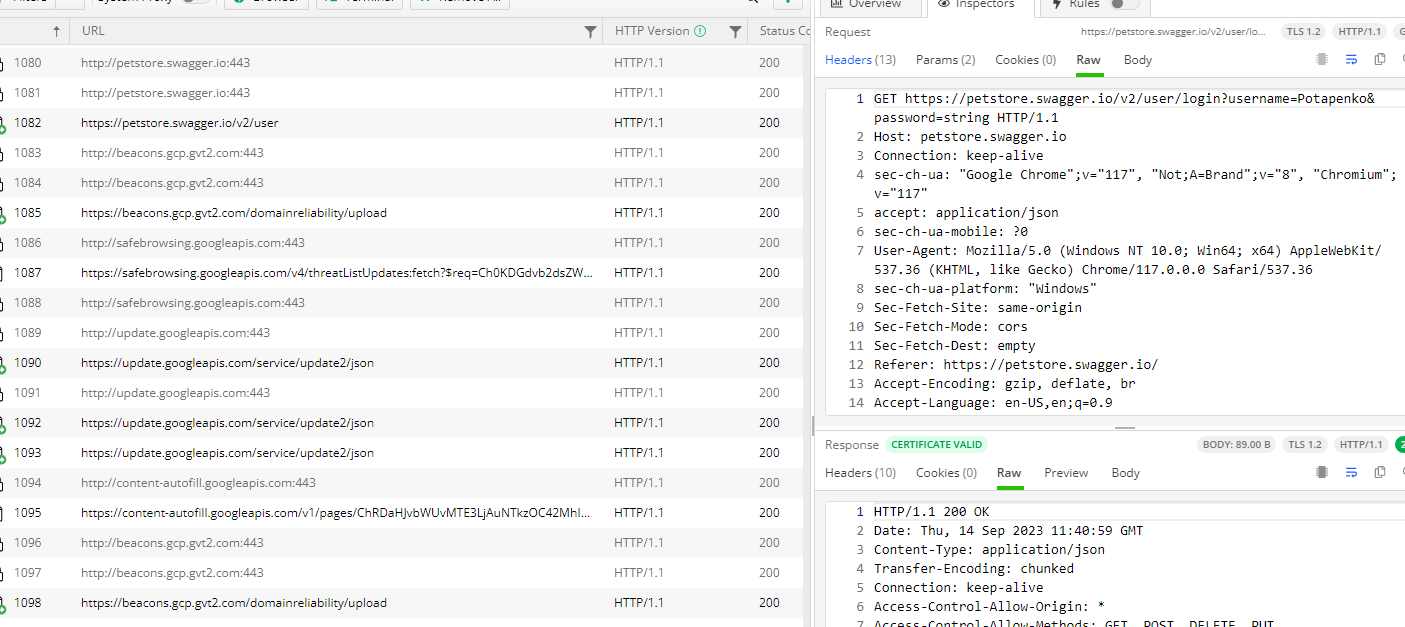 URL HTTP Version Status Co
1080 http://petstore.swagger.io:443 HTTP/1.1 200
1081 http://petstore.swagger.io:443 HTTP/1.1 200
1082 https://petstore.swagger.io/v2/user HTTP/1.1 200
1083 http://beacons.gcp.gvt2.com:443 HTTP/1.1 200
1084 http://beacons.gcp.gvt2.com:443 HTTP/1.1 200
1085 https://beacons.gcp.gvt2.com/domainreliability/upload HTTP/1.1 200
1086 http://safebrowsing.googleapis.com:443 HTTP/1.1 200
1087 https://safebrowsing.googleapis.com/v4/threatListUpdates:fetch?$req=Ch0KDGdvb2dsZW... HTTP/1.1 200
1088 http://safebrowsing.googleapis.com:443 HTTP/1.1 200
1089 http://update.googleapis.com:443 HTTP/1.1 200
1090 https://update.googleapis.com/service/update2/json HTTP/1.1 200
1091 http://update.googleapis.com:443 HTTP/1.1 200
1092 https://update.googleapis.com/service/update2/json HTTP/1.1 200
1093 https://update.googleapis.com/service/update2/json HTTP/1.1 200
1094 http://content-autofill.googleapis.com:443 HTTP/1.1 200
1095 https://content-autofill.googleapis.com/v1/pages/ChRDaHJvbWUvMTE3LjAuNTkzOC42MhI... HTTP/1.1 200
1096 http://beacons.gcp.gvt2.com:443 HTTP/1.1 200
1097 http://beacons.gcp.gvt2.com:443 HTTP/1.1 200
1098 https://beacons.gcp.gvt2.com/domainreliability/upload HTTP/1.1 200
Overview Inspectors Rules
Request https://petstore.swagger.io/v2/user/lo... TLS 1.2 HTTP/1.1 G
Headers (13) Params (2) Cookies (0) Raw Body
1 GET https://petstore.swagger.io/v2/user/login?username=Potapenko&
password=string HTTP/1.1
2 Host: petstore.swagger.io
3 Connection: keep-alive
4 sec-ch-ua: "Google Chrome";v="117", "Not;A=Brand";v="8", "Chromium";
v="117"
5 accept: application/json
6 sec-ch-ua-mobile: ?0
7 User-Agent: Mozilla/5.0 (Windows NT 10.0; Win64; x64) AppleWebKit/
537.36 (KHTML, like Gecko) Chrome/117.0.0.0 Safari/537.36
8 sec-ch-ua-platform: "Windows"
9 Sec-Fetch-Site: same-origin
10 Sec-Fetch-Mode: cors
11 Sec-Fetch-Dest: empty
12 Referer: https://petstore.swagger.io/
13 Accept-Encoding: gzip, deflate, br
14 Accept-Language: en-US,en;q=0.9
Response CERTIFICATE VALID BODY: 89.00 B TLS 1.2 HTTP/1.1 2
Headers (10) Cookies (0) Raw Preview Body
1 HTTP/1.1 200 OK
2 Date: Thu, 14 Sep 2023 11:40:59 GMT
3 Content-Type: application/json
4 Transfer-Encoding: chunked
5 Connection: keep-alive
6 Access-Control-Allow-Origin: *
7 Access-Control-Allow-Methods: GET, POST, DELETE, PUT